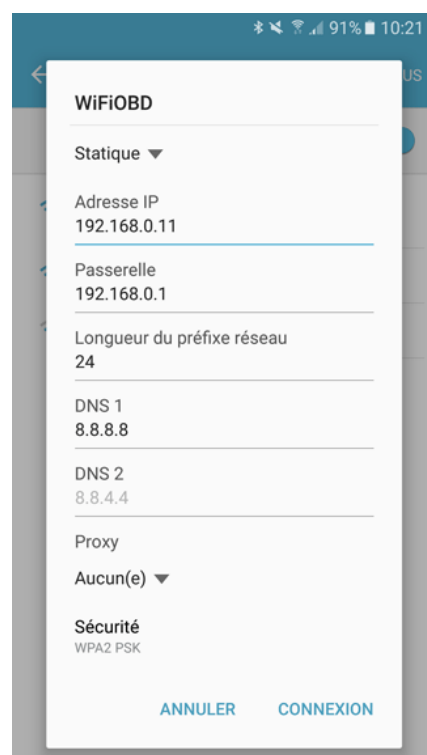 91% 10:21
US
WiFiOBD
Statique
Adresse IP
192.168.0.11
Passerelle
192.168.0.1
Longueur du préfixe réseau
24
DNS 1
8.8.8.8
DNS 2
8.8.4.4
Proxy
Aucun(e)
Sécurité
WPA2 PSK
ANNULER CONNEXION